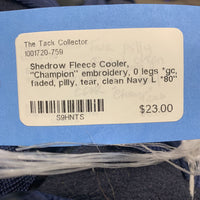 The Tack Collector
1001720-759
Shedrow Fleece Cooler,
"Champion" embroidery, 0 legs *gc,
faded, pilly, tear, clean Navy L *80"
$23.00
S9HNTS